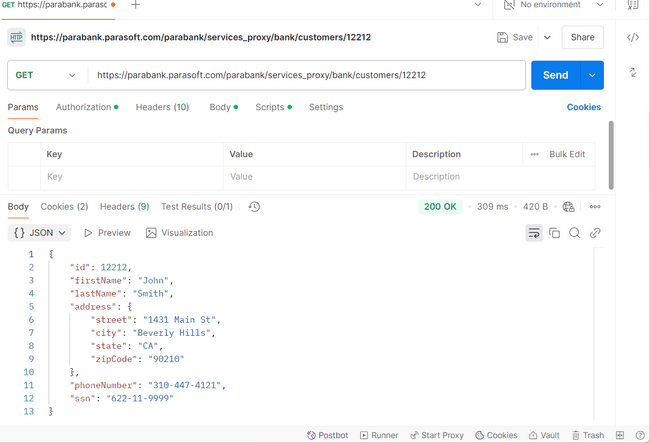 GET https://parabank.parasc
No environment
HTTP https://parabank.parasoft.com/parabank/services_proxy/bank/customers/12212 Save Share
GET https://parabank.parasoft.com/parabank/services_proxy/bank/customers/12212 Send
Params Authorization Headers (10) Body Scripts Settings Cookies
Query Params
Key Value Description Bulk Edit
Key Value Description
Body Cookies (2) Headers (9) Test Results (0/1) 200 OK 309 ms 420 B
{} JSON Preview Visualization
1 {
2 "id": 12212,
3 "firstName": "John",
4 "lastName": "Smith",
5 "address": {
6 "street": "1431 Main St",
7 "city": "Beverly Hills",
8 "state": "CA",
9 "zipCode": "90210"
10 },
11 "phoneNumber": "310-447-4121",
12 "ssn": "622-11-9999"
13 }
Postbot Runner Start Proxy Cookies Vault Trash